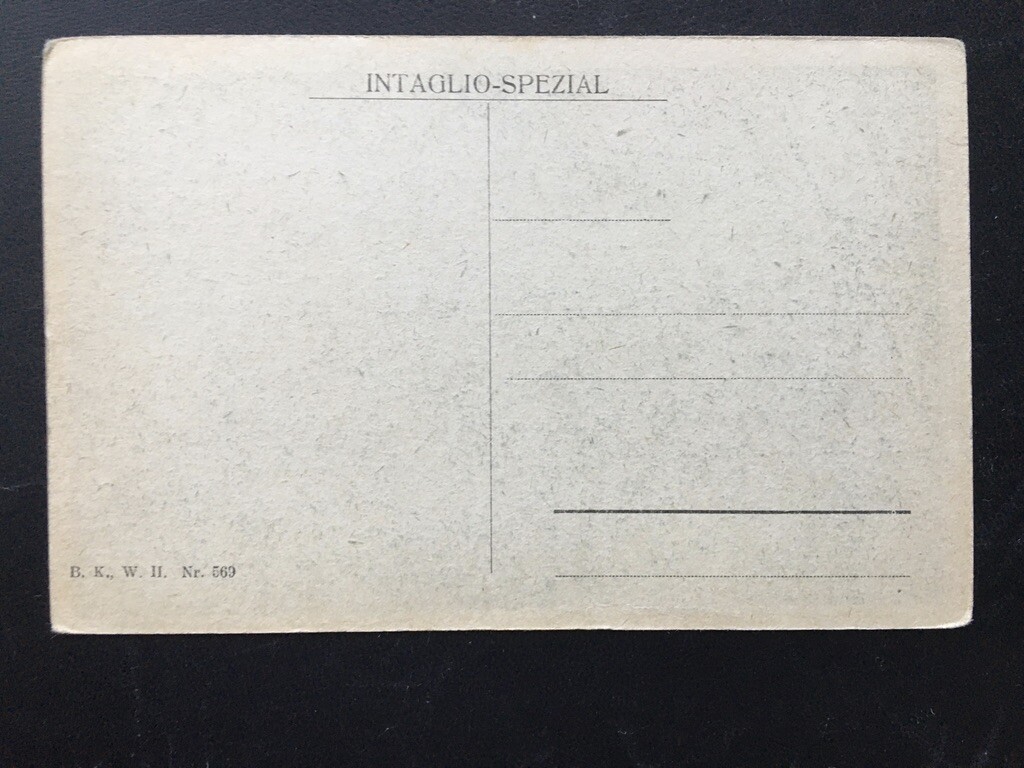 INTAGLIO-SPEZIAL
B. K., W. II. Nr. 569